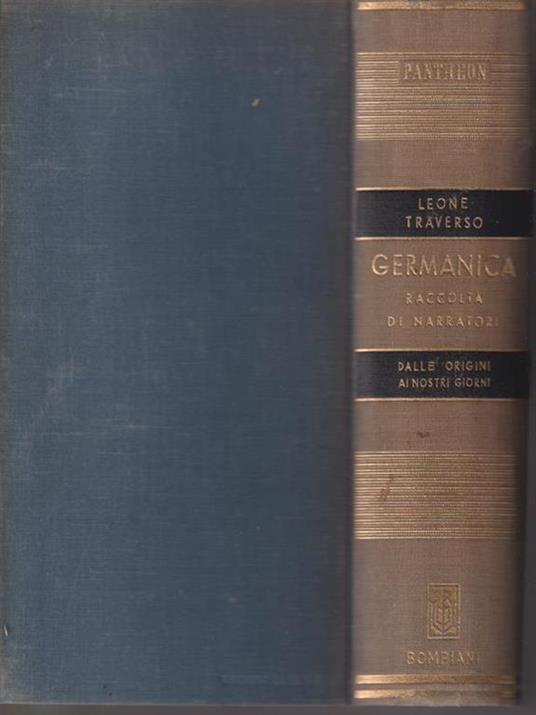 PANTHEON
LEONE
TRAVERSO
GERMANICA
RACCOLTA
DI NARRATORI
DALLE ORIGINI
AI NOSTRI GIORNI
BOMPIANI